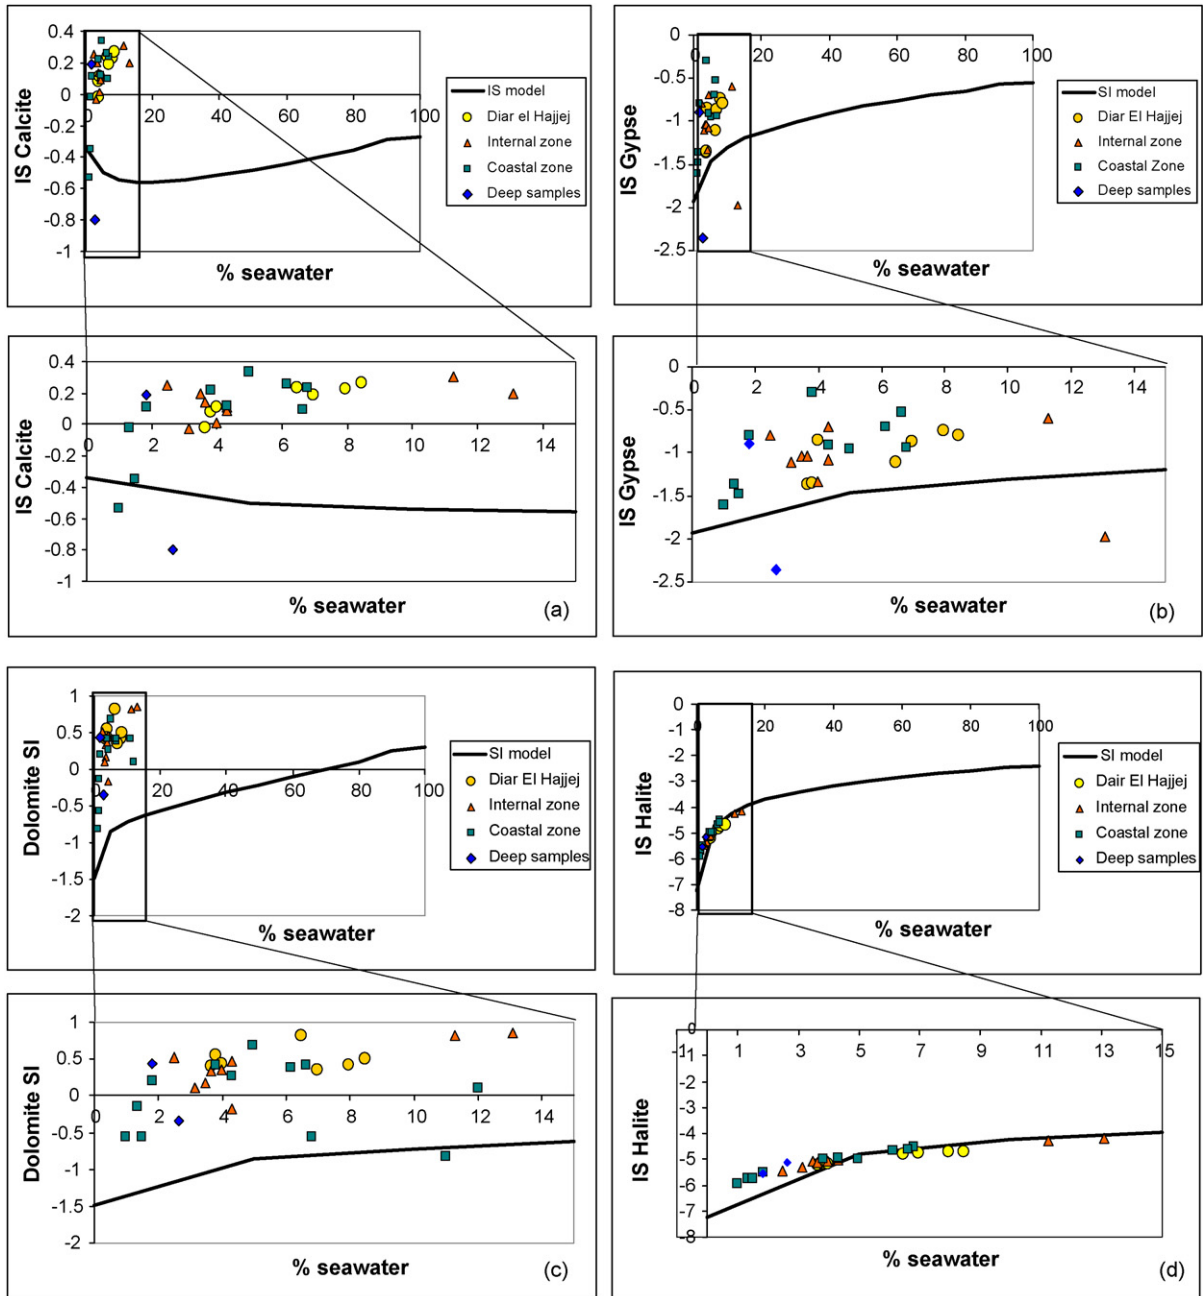 0.4
0.2
0
-0.2
-0.4
-0.6
-0.8
-1
0 20 40 60 80 100
IS Calcite
% seawater
IS model
Diar el Hajjej
Internal zone
Coastal Zone
Deep samples
0
-0.5
-1
-1.5
-2
-2.5
0 20 40 60 80 100
IS Gypse
% seawater
SI model
Diar El Hajjej
Internal zone
Coastal Zone
Deep samples
0.4
0.2
0
-0.2
-0.4
-0.6
-0.8
-1
0 2 4 6 8 10 12 14
IS Calcite
% seawater
(a)
0
-0.5
-1
-1.5
-2
-2.5
0 2 4 6 8 10 12 14
IS Gypse
% seawater
(b)
1
0.5
0
-0.5
-1
-1.5
-2
0 20 40 60 80 100
Dolomite SI
% seawater
SI model
Diar El Hajjej
Internal zone
Coastal zone
Deep samples
0
-1
-2
-3
-4
-5
-6
-7
-8
0 20 40 60 80 100
IS Halite
% seawater
SI model
Dair El Hajjej
Internal zone
Coastal zone
Deep samples
1
0.5
0
-0.5
-1
-1.5
-2
0 2 4 6 8 10 12 14
Dolomite SI
% seawater
(c)
0
-1
-2
-3
-4
-5
-6
-7
-8
-1 1 3 5 7 9 11 13 15
IS Halite
% seawater
(d)